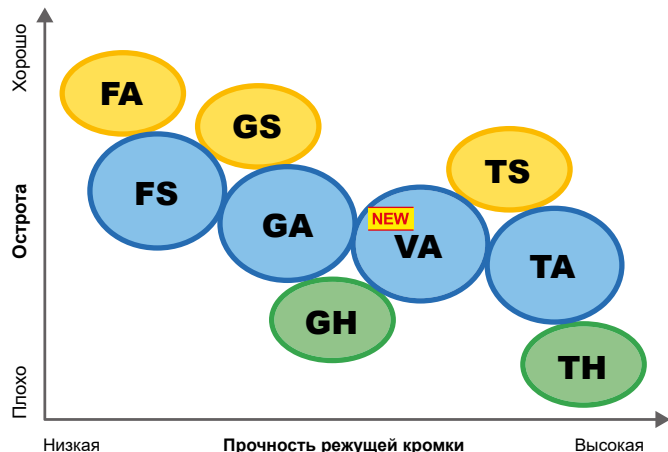 Хорошо
Острота
Плохо
FA
GS
TS
FS
GA
NEW
VA
TA
GH
TH
Низкая
Прочность режущей кромки
Высокая